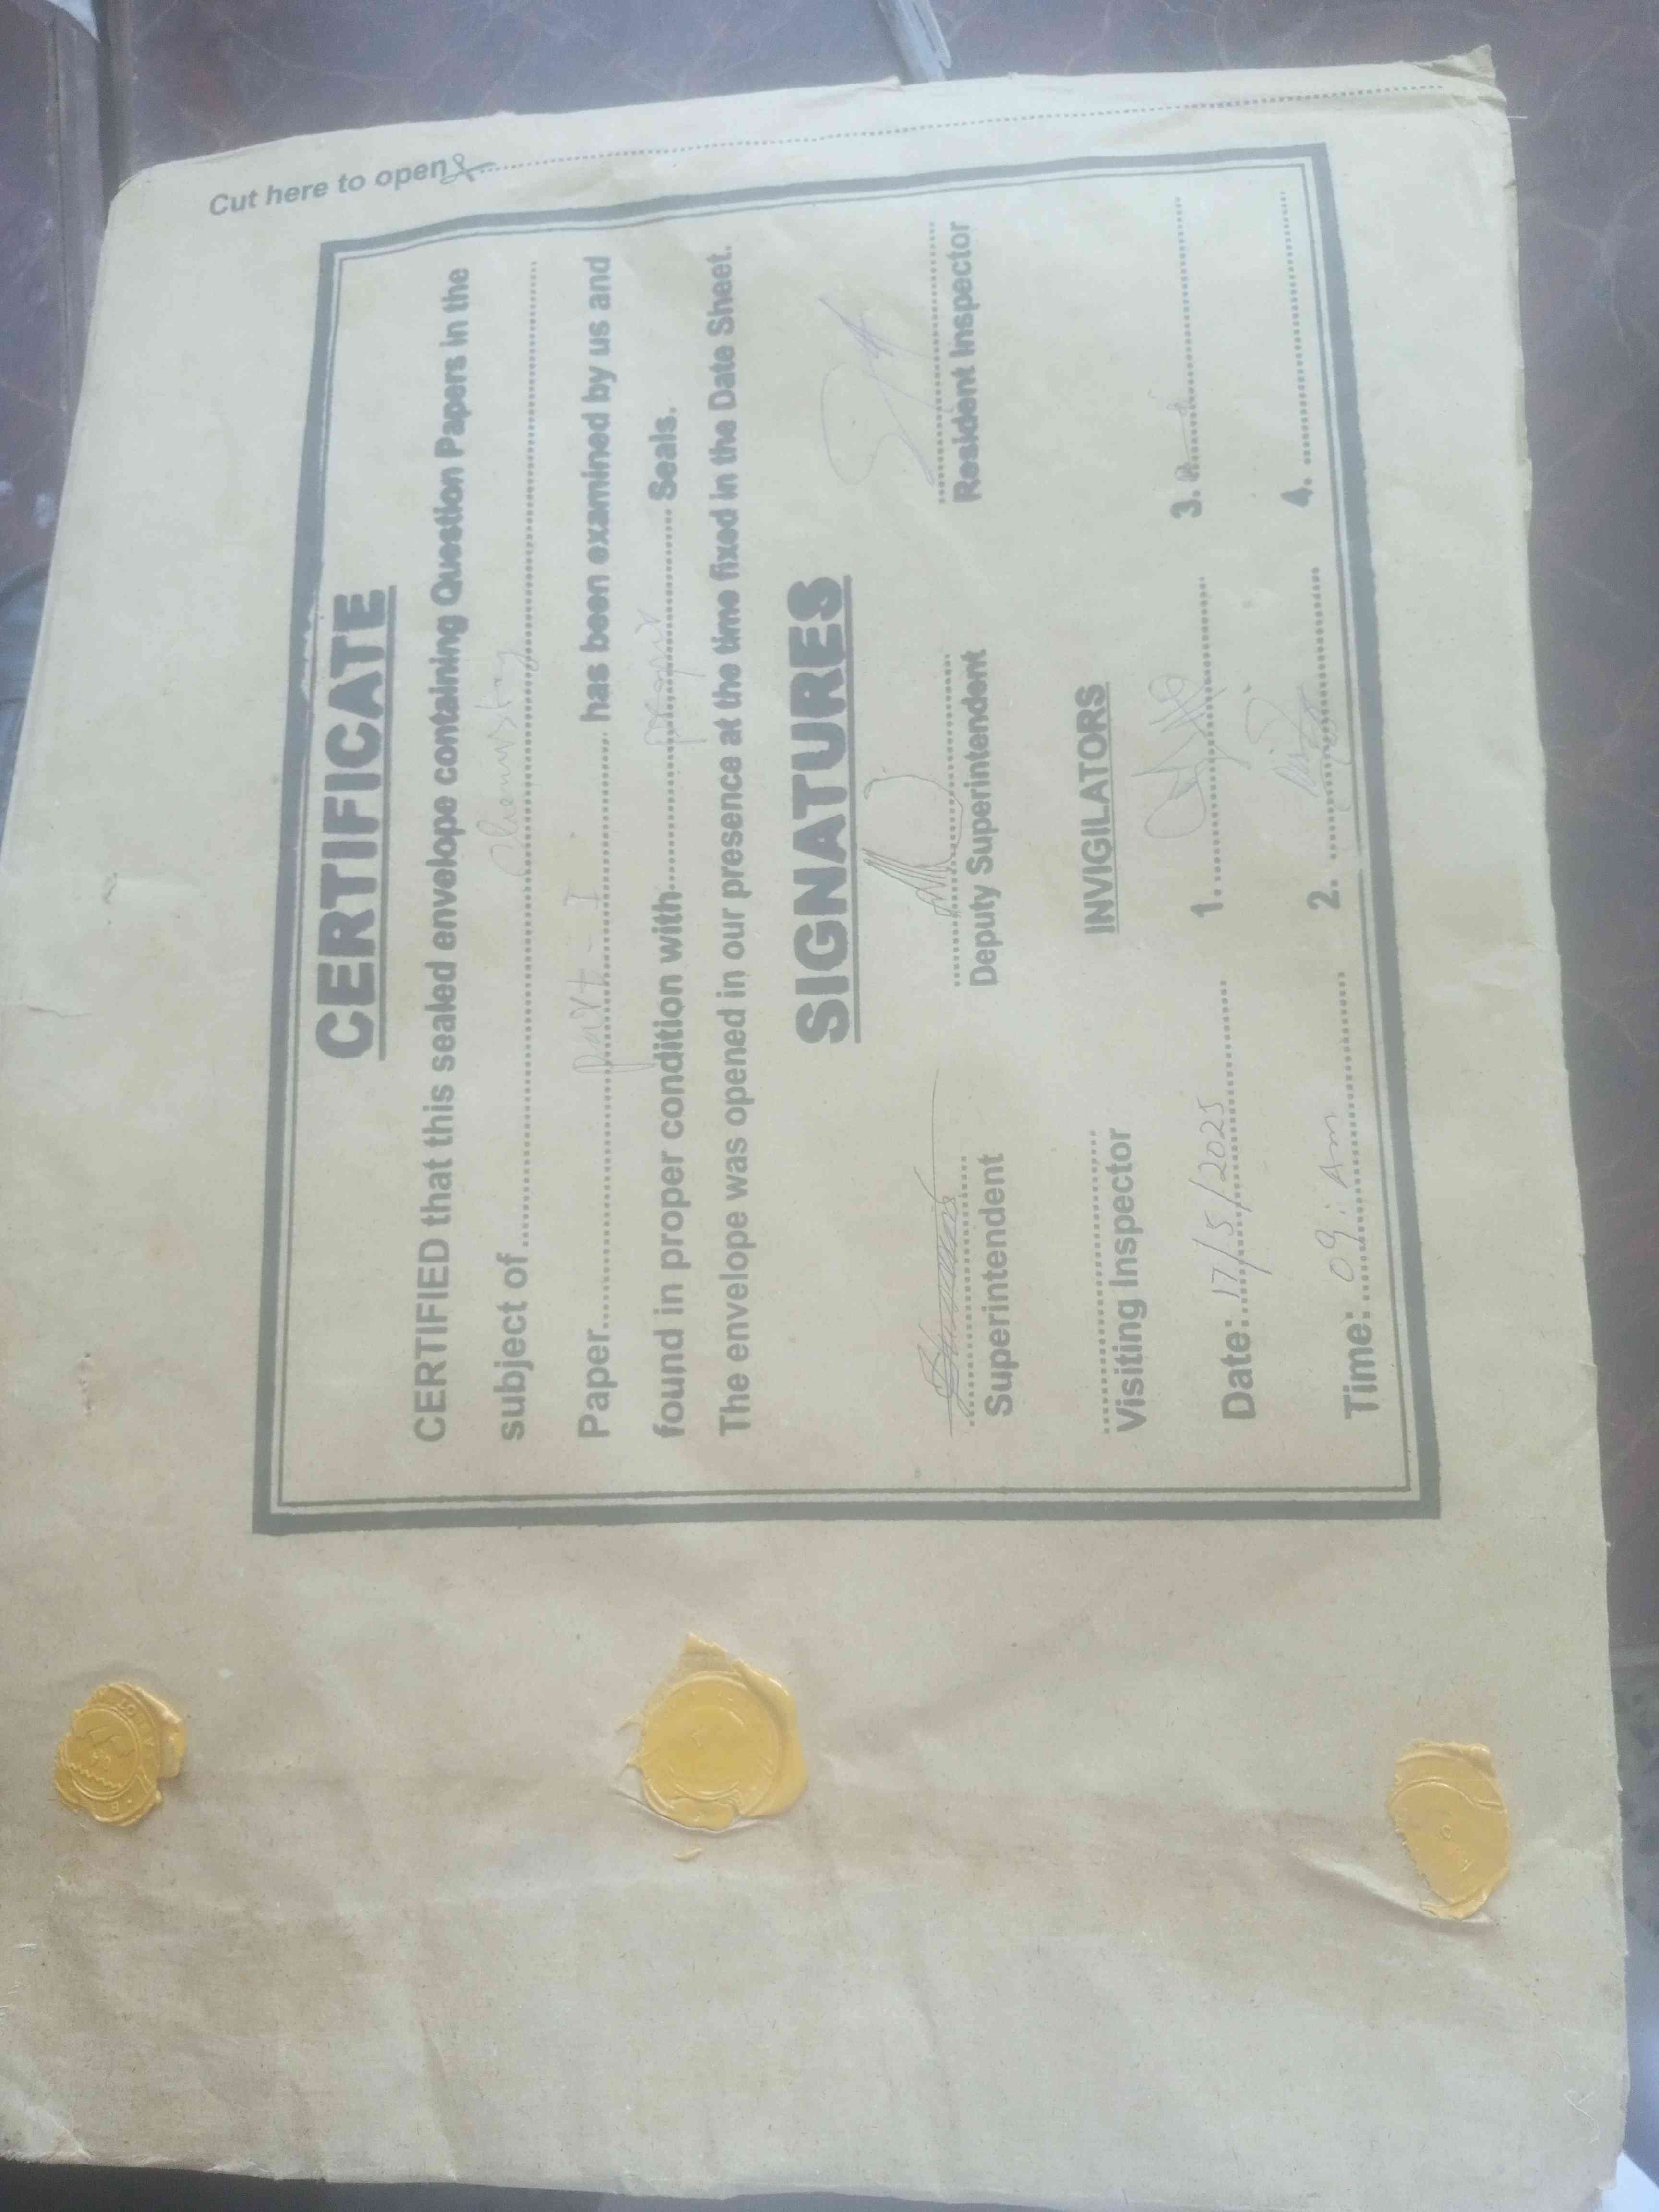 Cut here to open
CERTIFICATE
CERTIFIED that this sealed envelope containing Question Papers in the
subject of.......... Chemistry ..........
Paper.......... part - I .......... has been examined by us and
found in proper condition with.......... proper .......... Seals.
The envelope was opened in our presence at the time fixed in the Date Sheet.
SIGNATURES
Superintendent Deputy Superintendent Resident Inspector
INVIGILATORS
Visiting Inspector
Date: 17/5/2025 1. 3.
Time: 09: Am 2. 4.